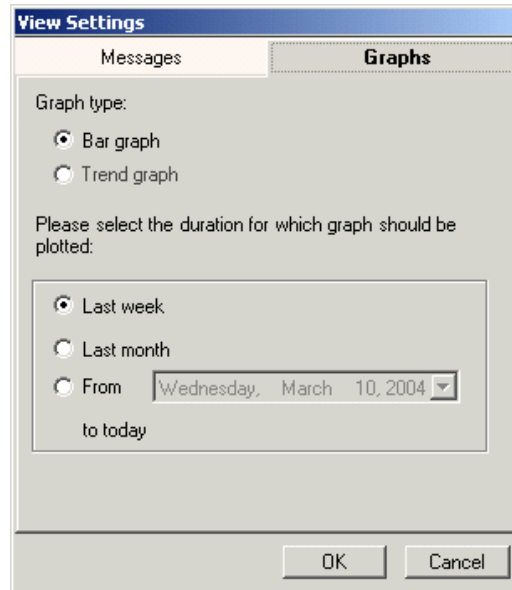 View Settings
Messages
Graphs
Graph type:
Bar graph
Trend graph
Please select the duration for which graph should be
plotted:
Last week
Last month
From Wednesday, March 10, 2004
to today
OK
Cancel